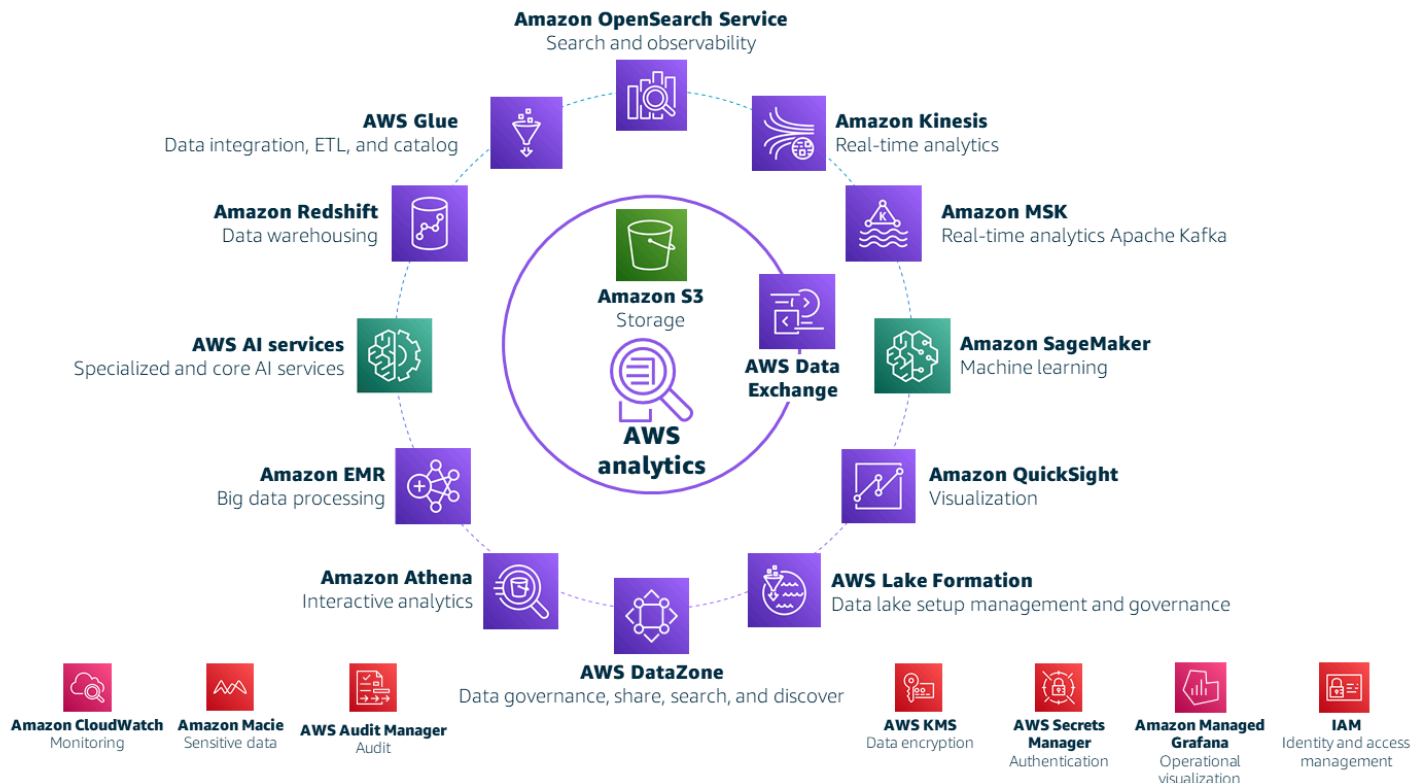 Amazon OpenSearch Service
Search and observability
AWS Glue
Data integration, ETL, and catalog
Amazon Kinesis
Real-time analytics
Amazon Redshift
Data warehousing
Amazon MSK
Real-time analytics Apache Kafka
K
Amazon S3
Storage
AWS Data
Exchange
AWS AI services
Specialized and core AI services
Amazon SageMaker
Machine learning
AWS
analytics
Amazon EMR
Big data processing
Amazon QuickSight
Visualization
Amazon Athena
Interactive analytics
AWS Lake Formation
Data lake setup management and governance
AWS DataZone
Data governance, share, search, and discover
Amazon CloudWatch
Monitoring
Amazon Macie
Sensitive data
AWS Audit Manager
Audit
AWS KMS
Data encryption
AWS Secrets
Manager
Authentication
Amazon Managed
Grafana
Operational
visualization
IAM
Identity and access
management